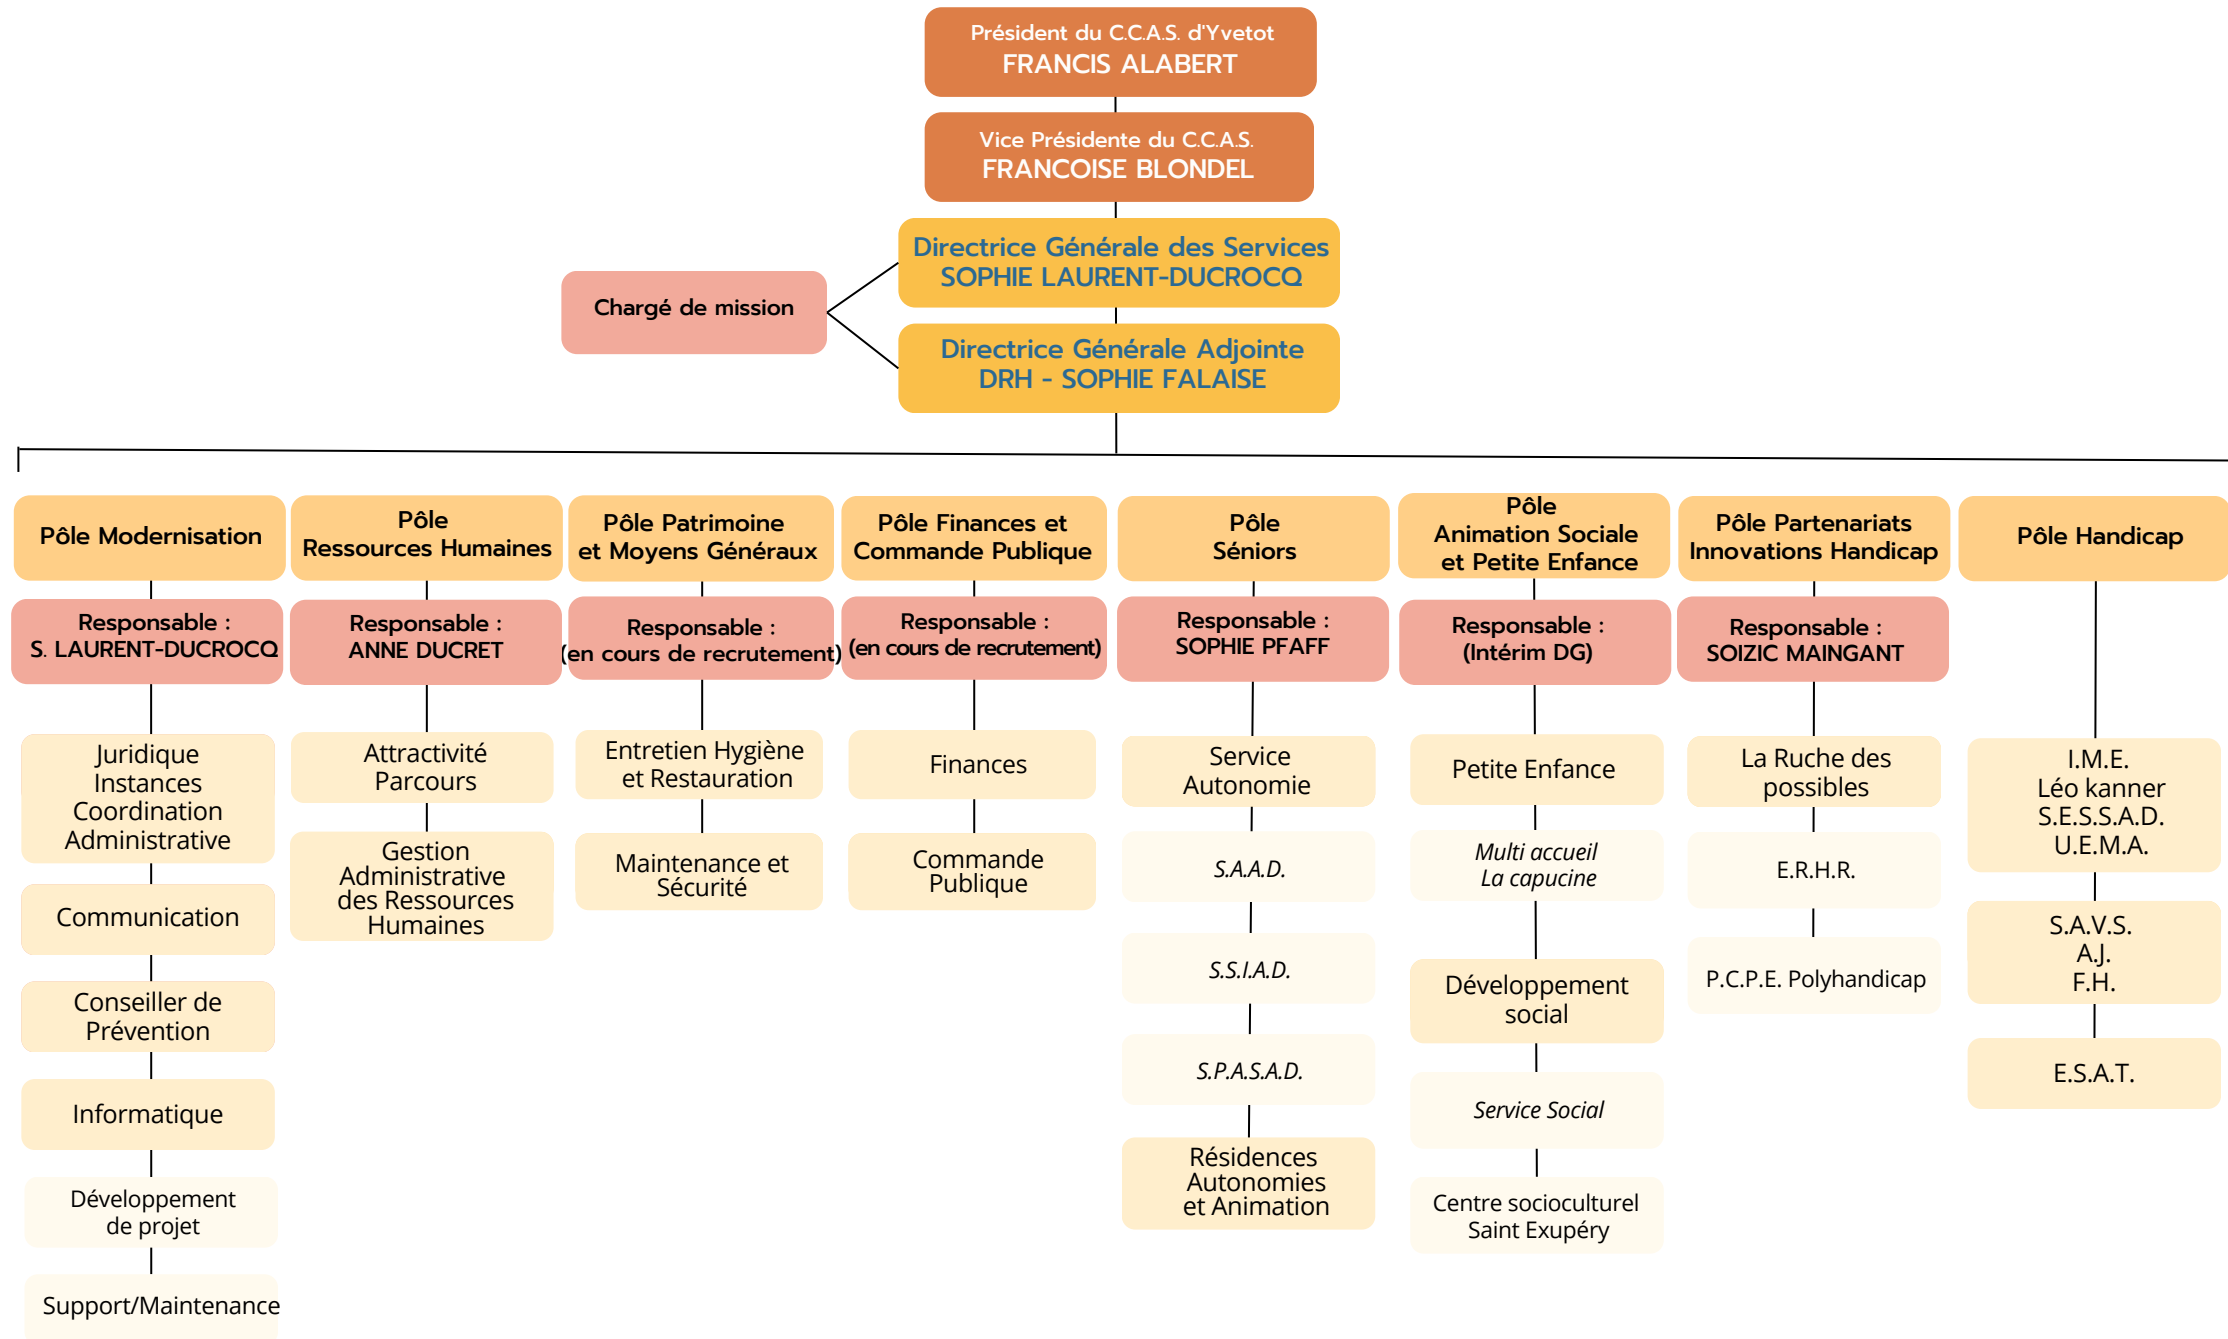 Président du C.C.A.S. d'Yvetot
FRANCIS ALABERT
Vice Présidente du C.C.A.S.
FRANCOISE BLONDEL
Directrice Générale des Services
SOPHIE LAURENT-DUCROCQ
Chargé de mission
Directrice Générale Adjointe
DRH - SOPHIE FALAISE
Pôle Modernisation
Responsable :
S. LAURENT-DUCROCQ
Juridique
Instances
Coordination
Administrative
Communication
Conseiller de
Prévention
Informatique
Développement
de projet
Support/Maintenance
Pôle
Ressources Humaines
Responsable :
ANNE DUCRET
Attractivité
Parcours
Gestion
Administrative
des Ressources
Humaines
Pôle Patrimoine
et Moyens Généraux
Responsable :
(en cours de recrutement)
Entretien Hygiène
et Restauration
Maintenance et
Sécurité
Pôle Finances et
Commande Publique
Responsable :
(en cours de recrutement)
Finances
Commande
Publique
Pôle
Séniors
Responsable :
SOPHIE PFAFF
Service
Autonomie
S.A.A.D.
S.S.I.A.D.
S.P.A.S.A.D.
Résidences
Autonomies
et Animation
Pôle
Animation Sociale
et Petite Enfance
Responsable :
(Intérim DG)
Petite Enfance
Multi accueil
La capucine
Développement
social
Service Social
Centre socioculturel
Saint Exupéry
Pôle Partenariats
Innovations Handicap
Responsable :
SOIZIC MAINGANT
La Ruche des
possibles
E.R.H.R.
P.C.P.E. Polyhandicap
Pôle Handicap
I.M.E.
Léo kanner
S.E.S.S.A.D.
U.E.M.A.
S.A.V.S.
A.J.
F.H.
E.S.A.T.